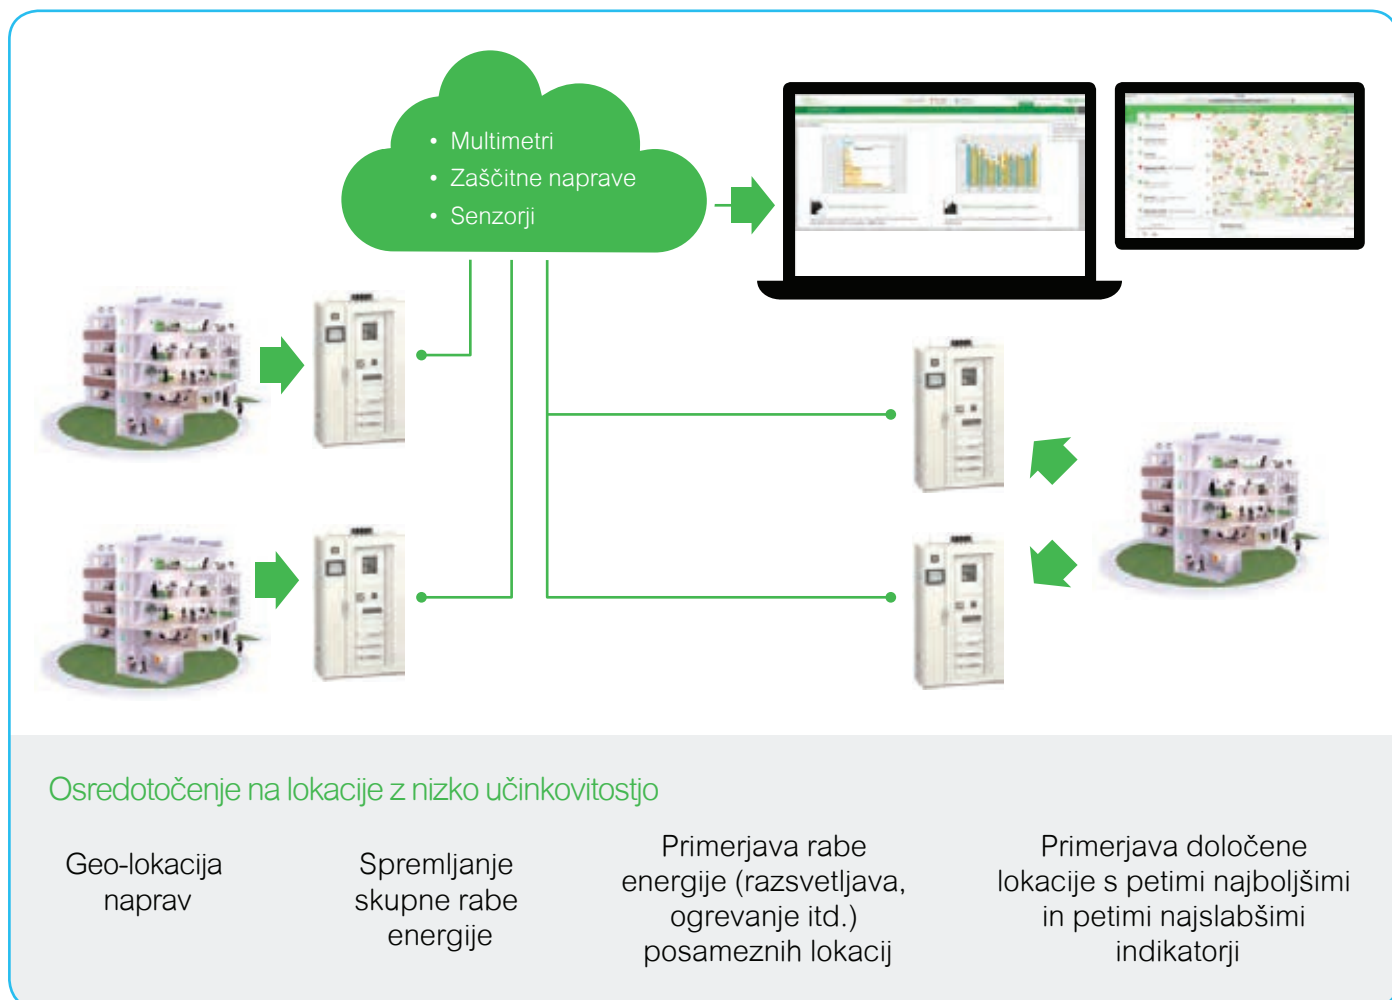 • Multimetri
• Zaščitne naprave
• Senzorji
Osredotočenje na lokacije z nizko učinkovitostjo
Geo-lokacija
naprav
Spremljanje
skupne rabe
energije
Primerjava rabe
energije (razsvetljava,
ogrevanje itd.)
posameznih lokacij
Primerjava določene
lokacije s petimi najboljšimi
in petimi najslabšimi
indikatorji